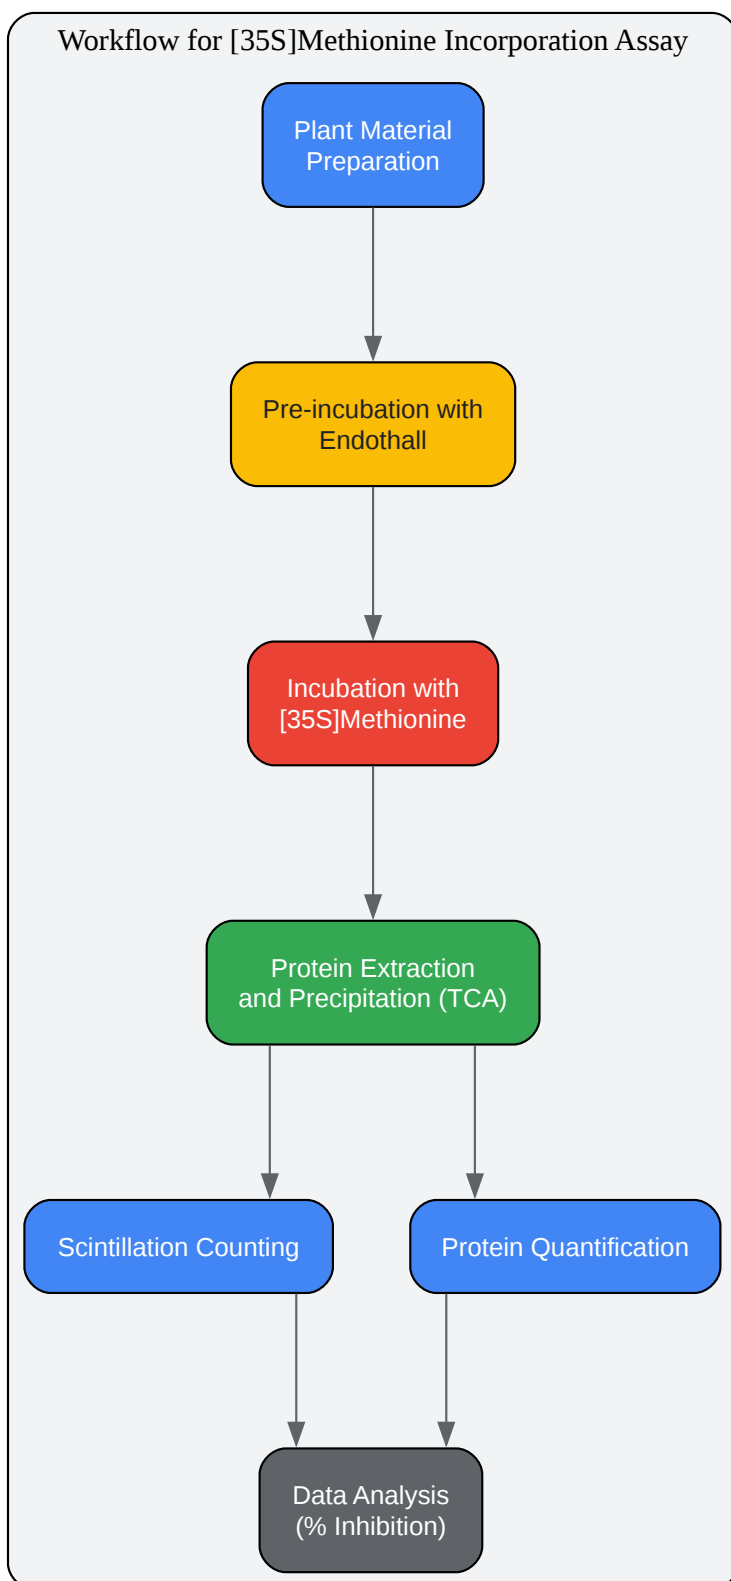 Workflow for [35S]Methionine Incorporation Assay
Plant Material
Preparation
Pre-incubation with
Endothall
Incubation with
[35S]Methionine
Protein Extraction
and Precipitation (TCA)
Scintillation Counting
Protein Quantification
Data Analysis
(% Inhibition)